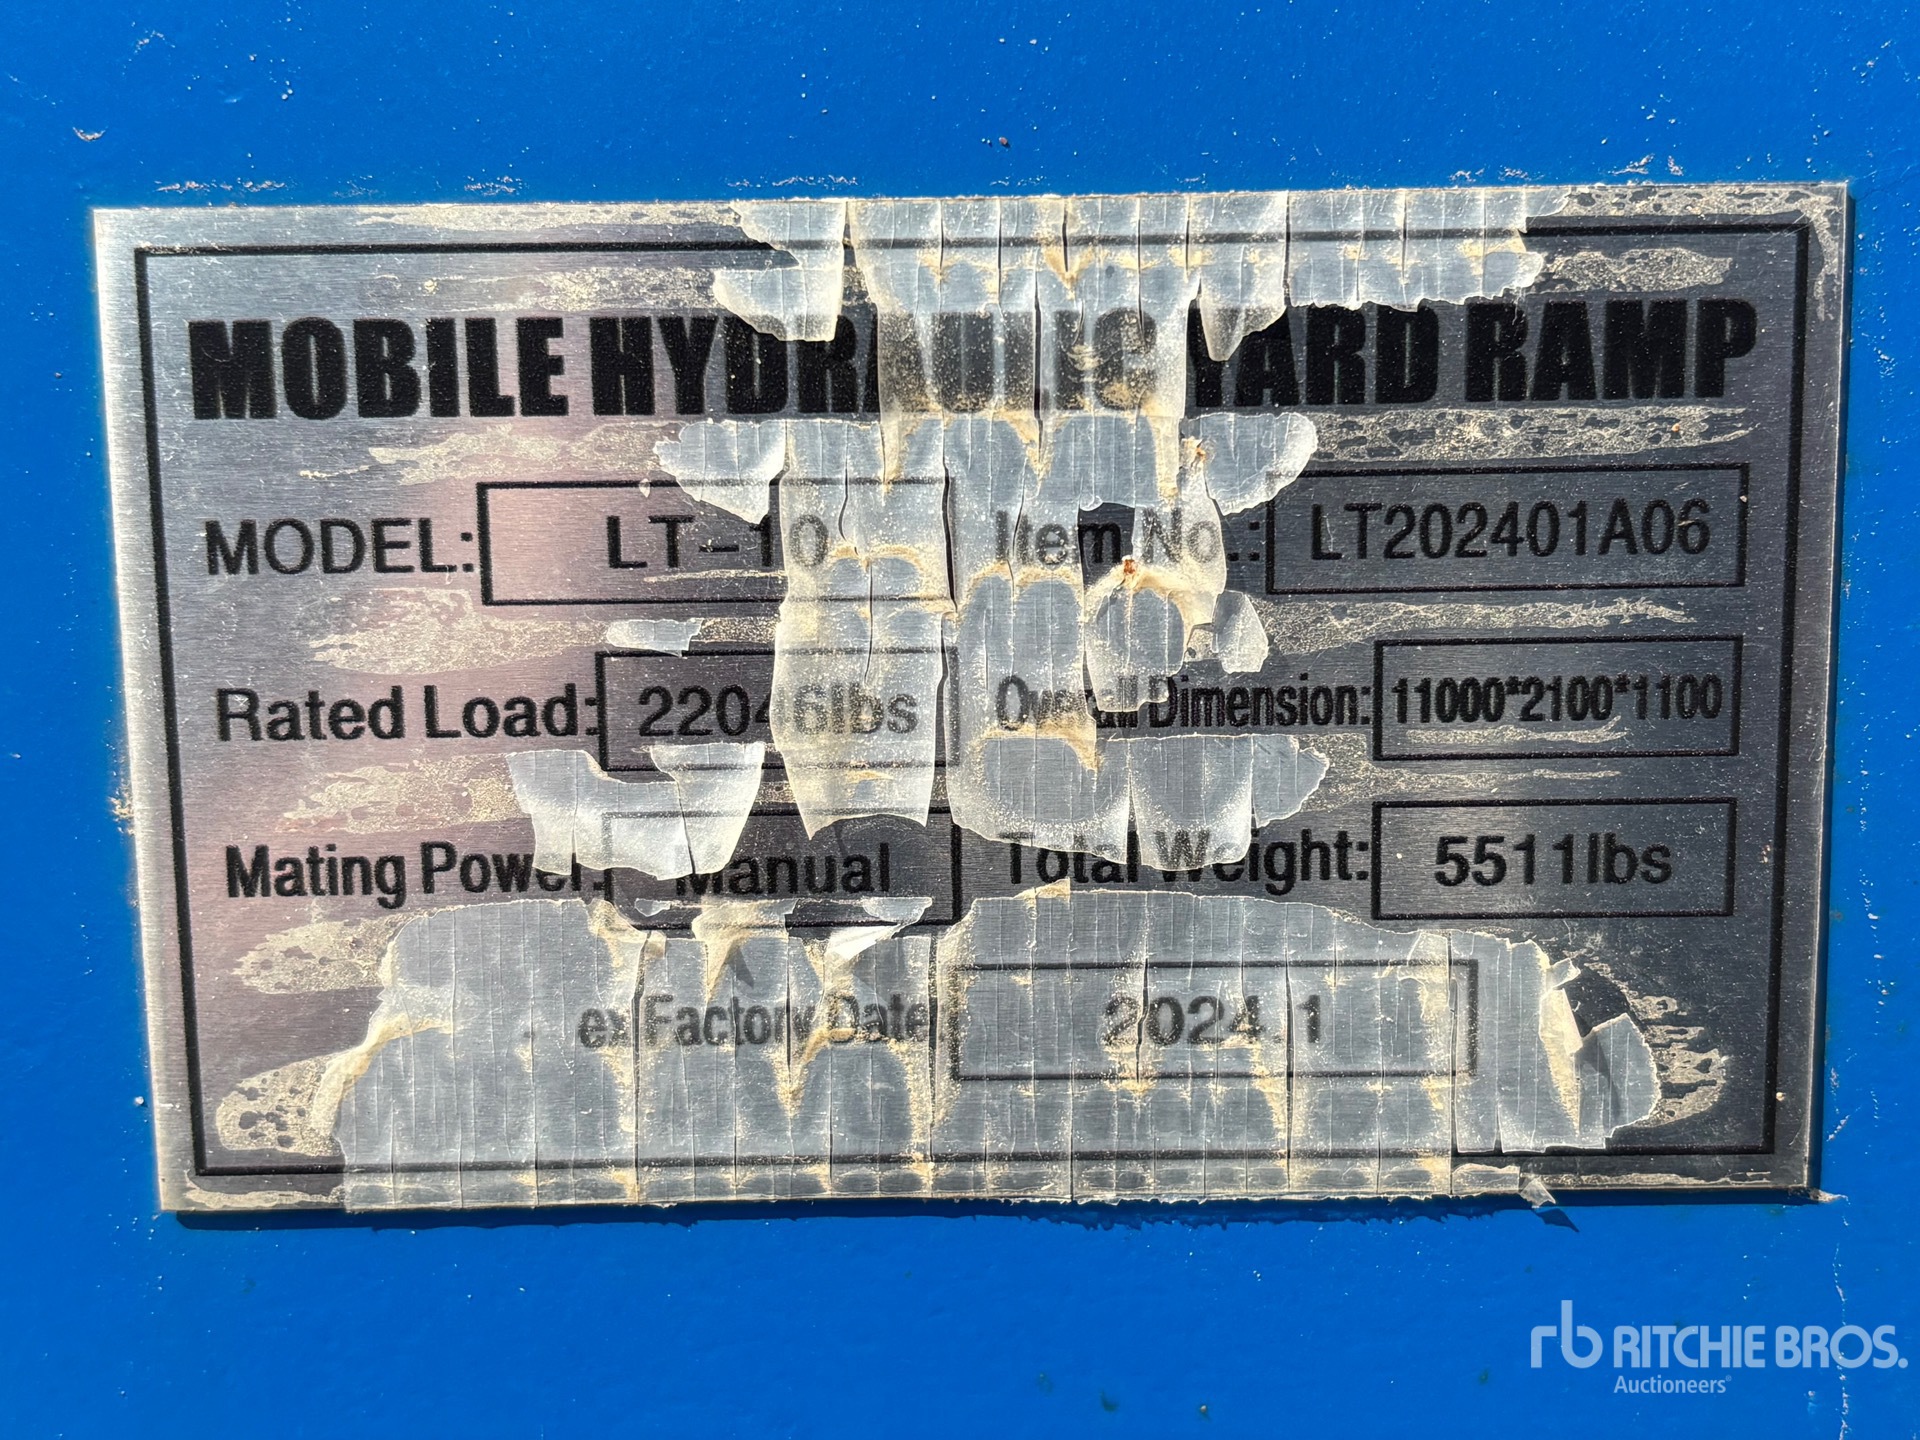 MOBILE HYDRAULIC YARD RAMP
MODEL: LT-10 Item No.: LT202401A06
Rated Load: 22046lbs Overall Dimension: 11000*2100*1100
Mating Power: Manual Total Weight: 5511lbs
ex Factory Date 2024.1
rb RITCHIE BROS.
Auctioneers